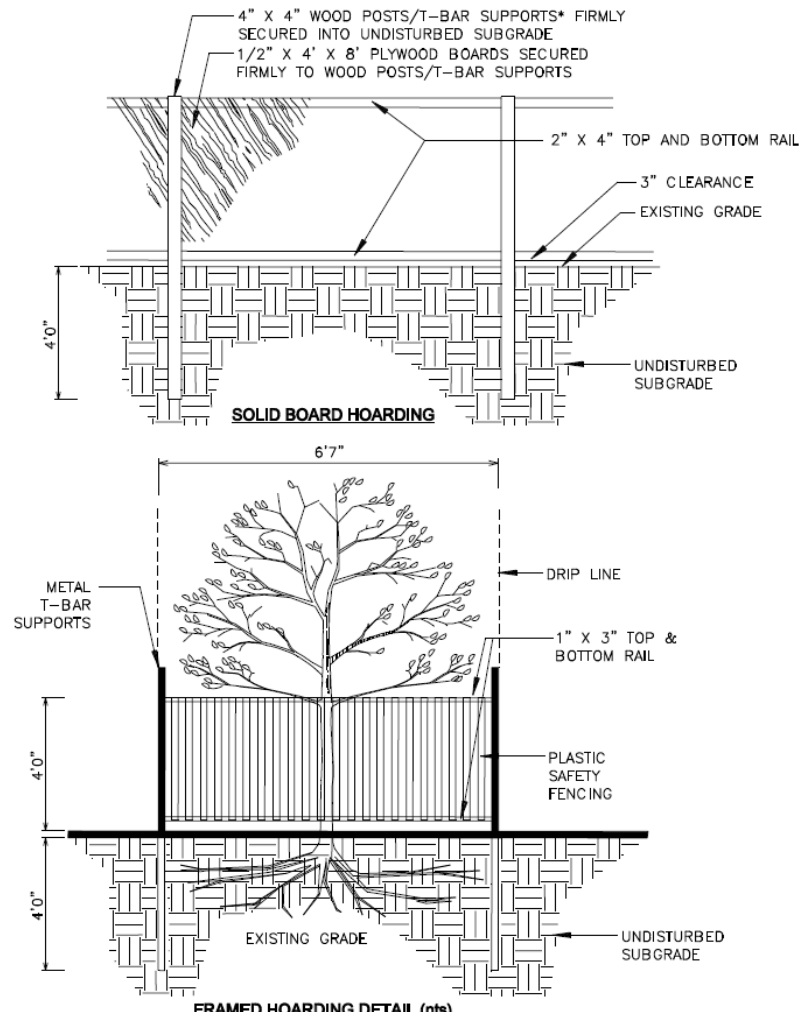 4” X 4” WOOD POSTS/T-BAR SUPPORTS* FIRMLY
SECURED INTO UNDISTURBED SUBGRADE
1/2” X 4’ X 8’ PLYWOOD BOARDS SECURED
FIRMLY TO WOOD POSTS/T-BAR SUPPORTS
2” X 4” TOP AND BOTTOM RAIL
3” CLEARANCE
EXISTING GRADE
4’0”
UNDISTURBED
SUBGRADE
SOLID BOARD HOARDING
6’7”
DRIP LINE
METAL
T-BAR
SUPPORTS
1” X 3” TOP &
BOTTOM RAIL
4’0”
PLASTIC
SAFETY
FENCING
4’0”
EXISTING GRADE
UNDISTURBED
SUBGRADE
FRAMED HOARDING DETAIL (nts)